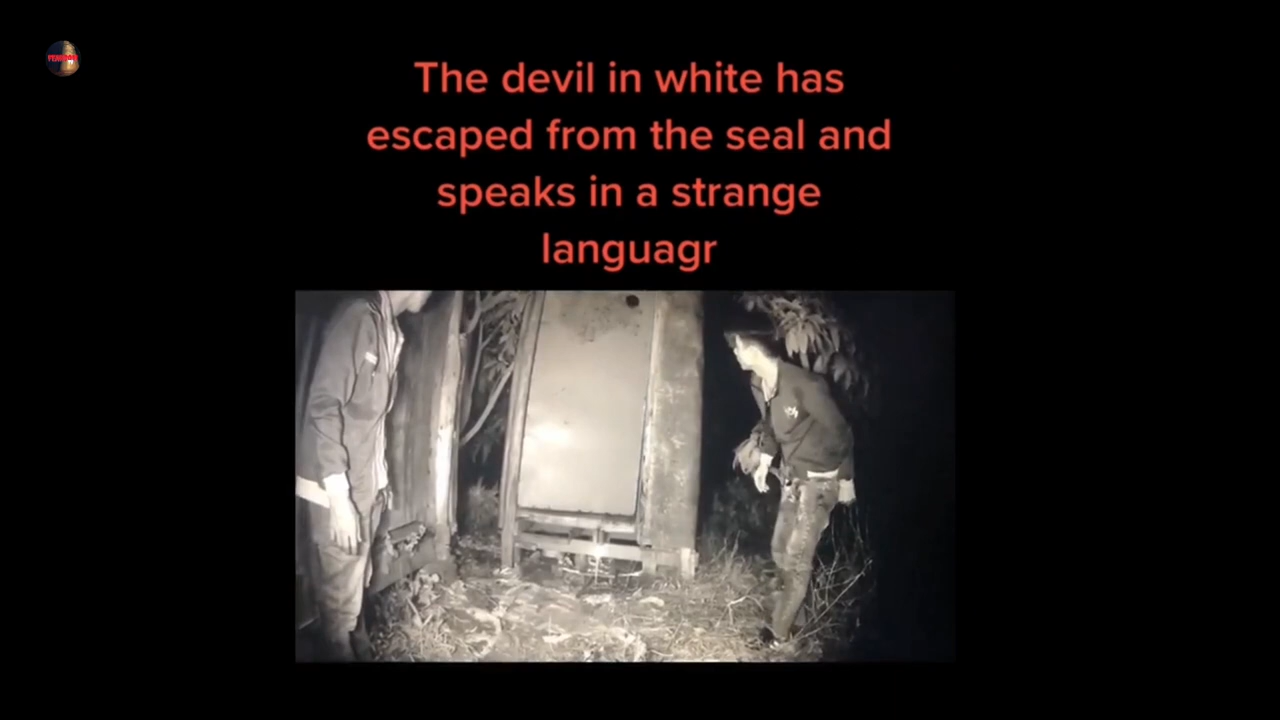 The devil in white has
escaped from the seal and
speaks in a strange
languagr